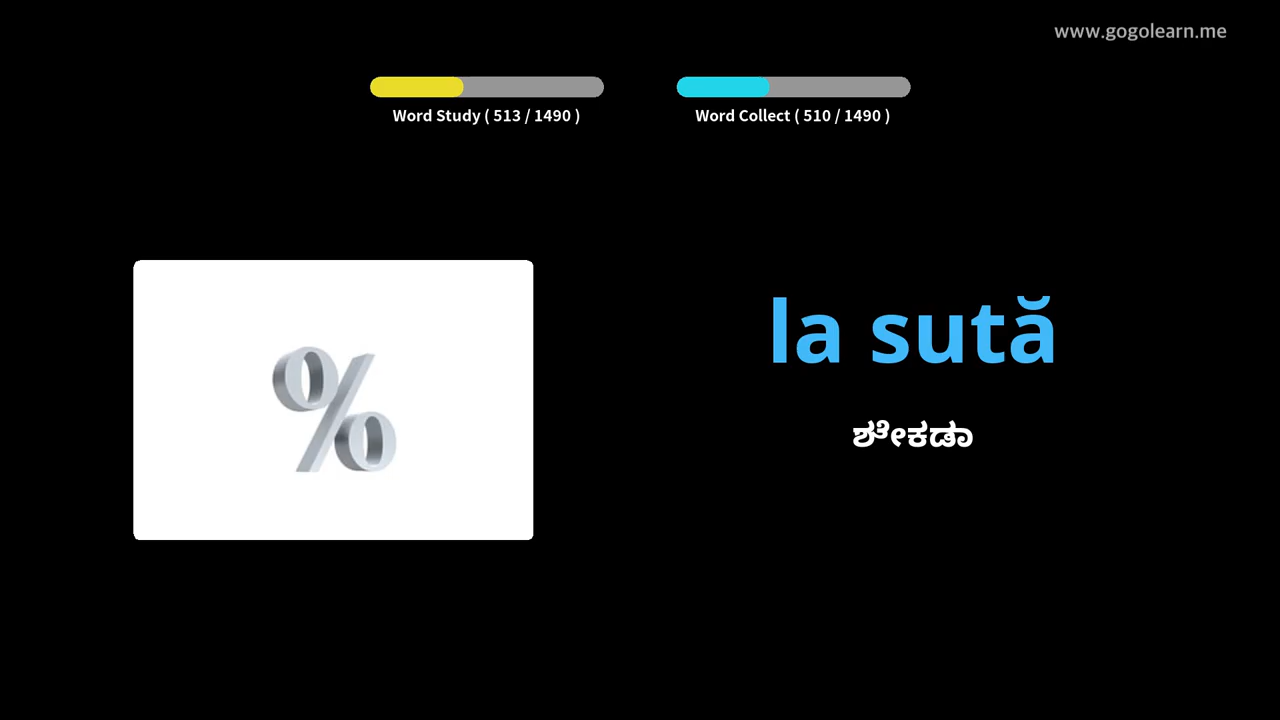 www.gogolearn.me
Word Study ( 513 / 1490 )
Word Collect ( 510 / 1490 )
%
la sută
ಶೇಕಡಾ